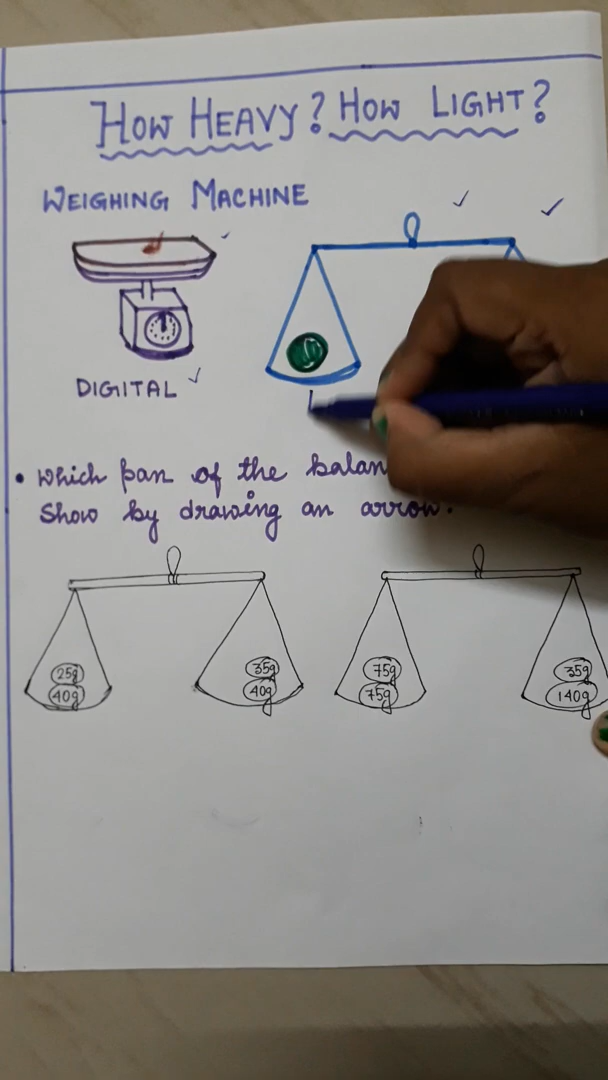 HOW HEAVY? HOW LIGHT?
WEIGHING MACHINE
DIGITAL
• Which pan of the
Show by drawing an arrow.
25g 35g 75g 35g
40g 40g 75g 140g